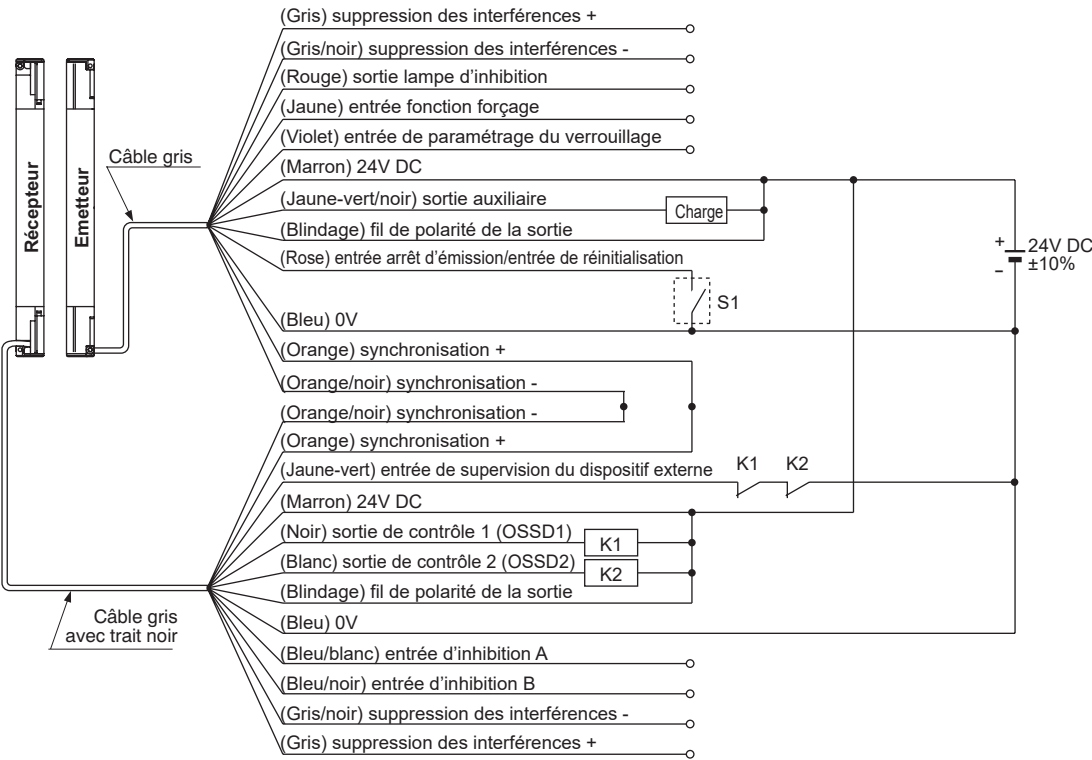 (Gris) suppression des interférences +
(Gris/noir) suppression des interférences -
(Rouge) sortie lampe d'inhibition
(Jaune) entrée fonction forçage
(Violet) entrée de paramétrage du verrouillage
(Marron) 24V DC
(Jaune-vert/noir) sortie auxiliaire
Charge
(Blindage) fil de polarité de la sortie
(Rose) entrée arrêt d'émission/entrée de réinitialisation
S1
(Bleu) 0V
(Orange) synchronisation +
(Orange/noir) synchronisation -
Récepteur
Emetteur
Câble gris
+
24V DC
-
±10%
(Orange/noir) synchronisation -
(Orange) synchronisation +
(Jaune-vert) entrée de supervision du dispositif externe
K1
K2
(Marron) 24V DC
(Noir) sortie de contrôle 1 (OSSD1)
K1
(Blanc) sortie de contrôle 2 (OSSD2)
K2
(Blindage) fil de polarité de la sortie
(Bleu) 0V
(Bleu/blanc) entrée d'inhibition A
(Bleu/noir) entrée d'inhibition B
(Gris/noir) suppression des interférences -
(Gris) suppression des interférences +
Câble gris
avec trait noir